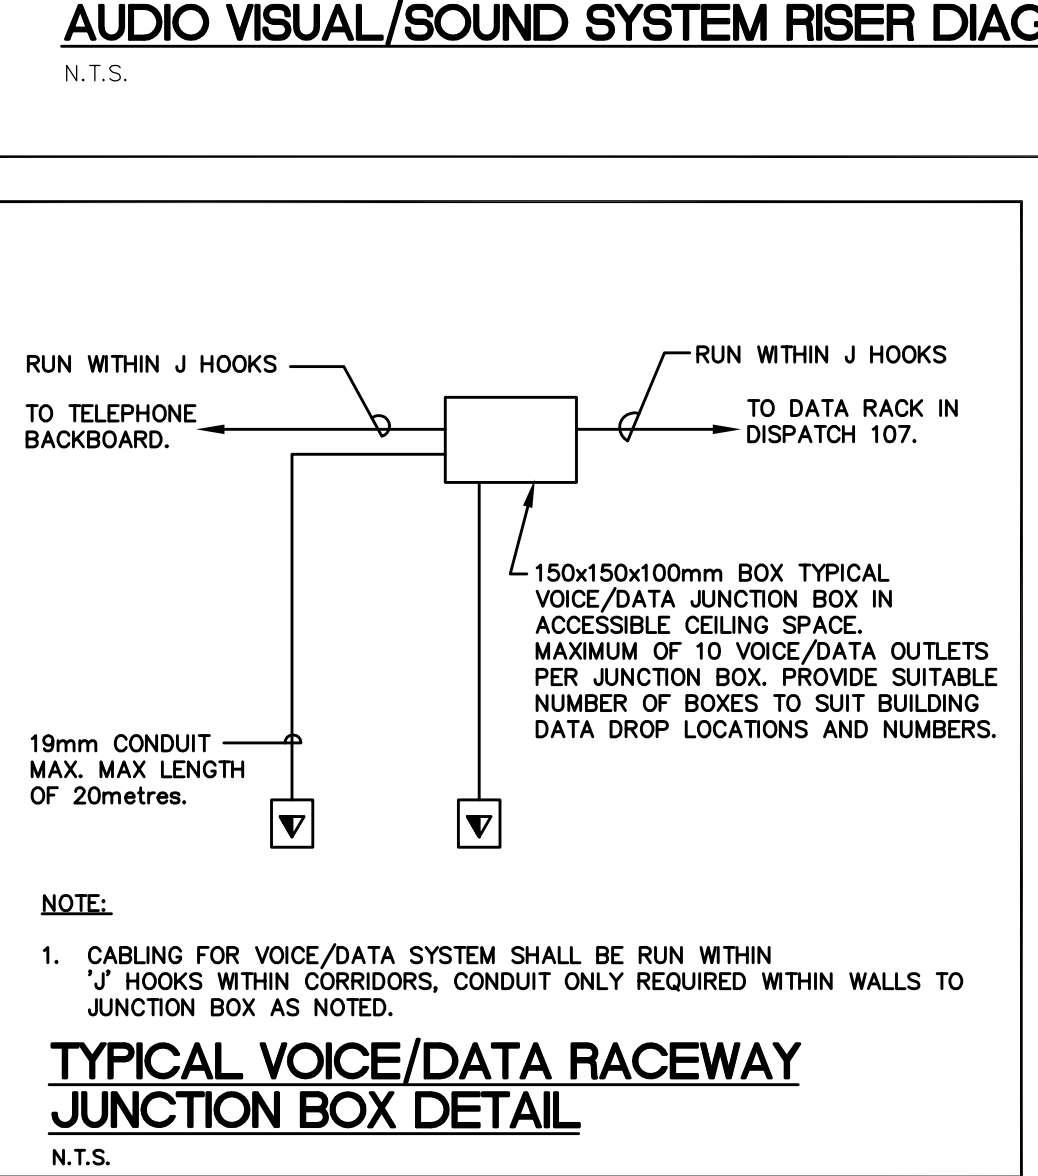 AUDIO VISUAL/SOUND SYSTEM RISER
N.T.S.
RUN WITHIN J HOOKS
TO TELEPHONE
BACKBOARD.
RUN WITHIN J HOOKS
TO DATA RACK IN
DISPATCH 107.
150x150x100mm BOX TYPICAL
VOICE/DATA JUNCTION BOX IN
ACCESSIBLE CEILING SPACE.
MAXIMUM OF 10 VOICE/DATA OUTLETS
PER JUNCTION BOX. PROVIDE SUITABLE
NUMBER OF BOXES TO SUIT BUILDING
DATA DROP LOCATIONS AND NUMBERS.
19mm CONDUIT
MAX. MAX LENGTH
OF 20metres.
NOTE:
1. CABLING FOR VOICE/DATA SYSTEM SHALL BE RUN WITHIN
'J' HOOKS WITHIN CORRIDORS, CONDUIT ONLY REQUIRED WITHIN WALLS TO
JUNCTION BOX AS NOTED.
TYPICAL VOICE/DATA RACEWAY
JUNCTION BOX DETAIL
N.T.S.